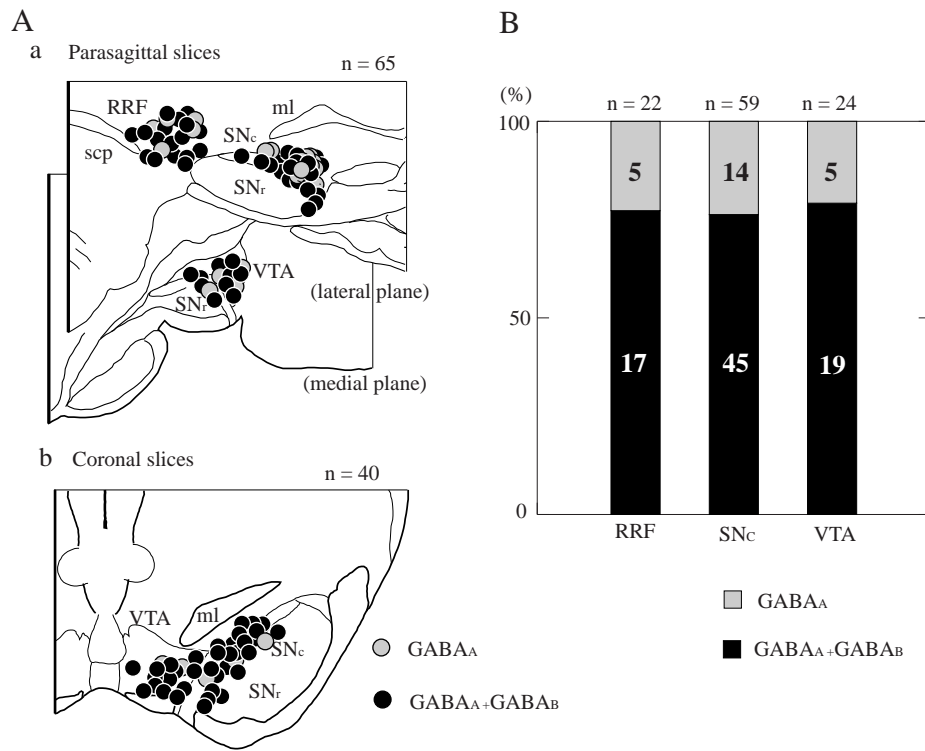 A
a Parasagittal slices
n = 65
RRF
ml
SNc
scp
SNr
VTA
SNr
(lateral plane)
(medial plane)
b Coronal slices
n = 40
VTA
ml
SNc
SNr
GABAA
GABAA+GABAB
B
(%)
n = 22 n = 59 n = 24
100
5 14 5
50
17 45 19
0
RRF SNC VTA
GABAA
GABAA+GABAB